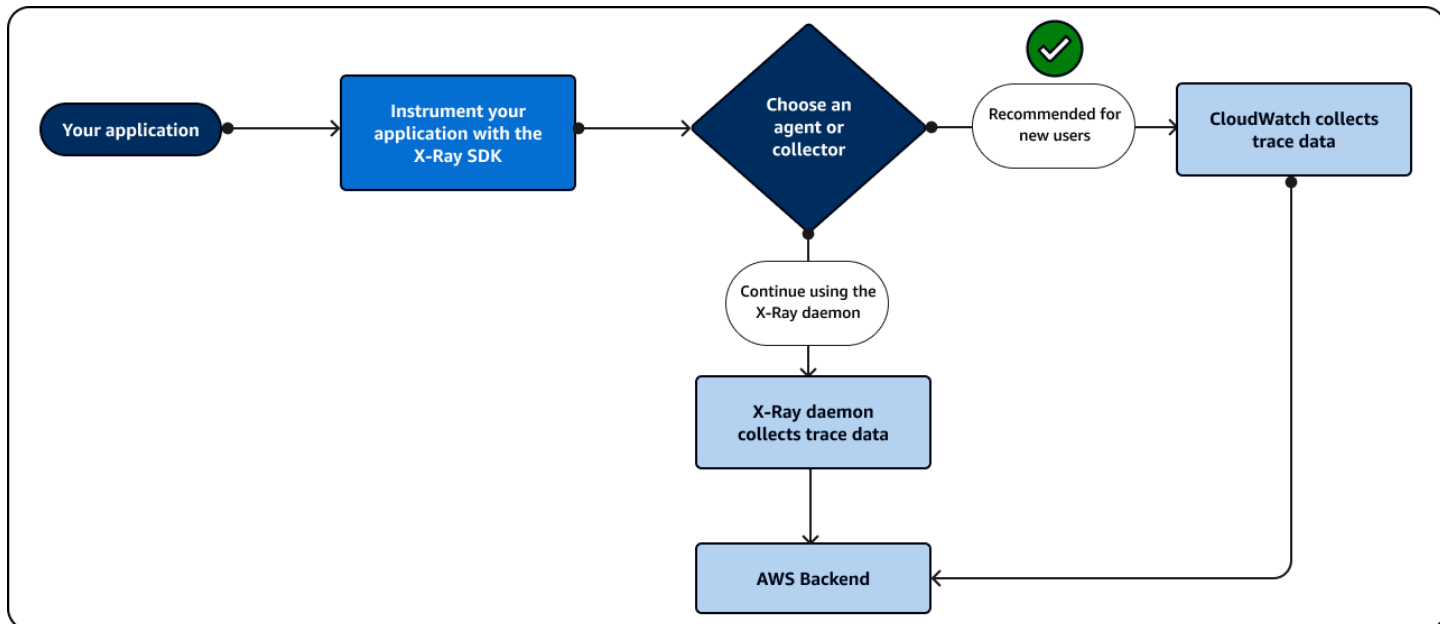 Your application
Instrument your
application with the
X-Ray SDK
Choose an
agent or
collector
Recommended for
new users
CloudWatch collects
trace data
Continue using the
X-Ray daemon
X-Ray daemon
collects trace data
AWS Backend